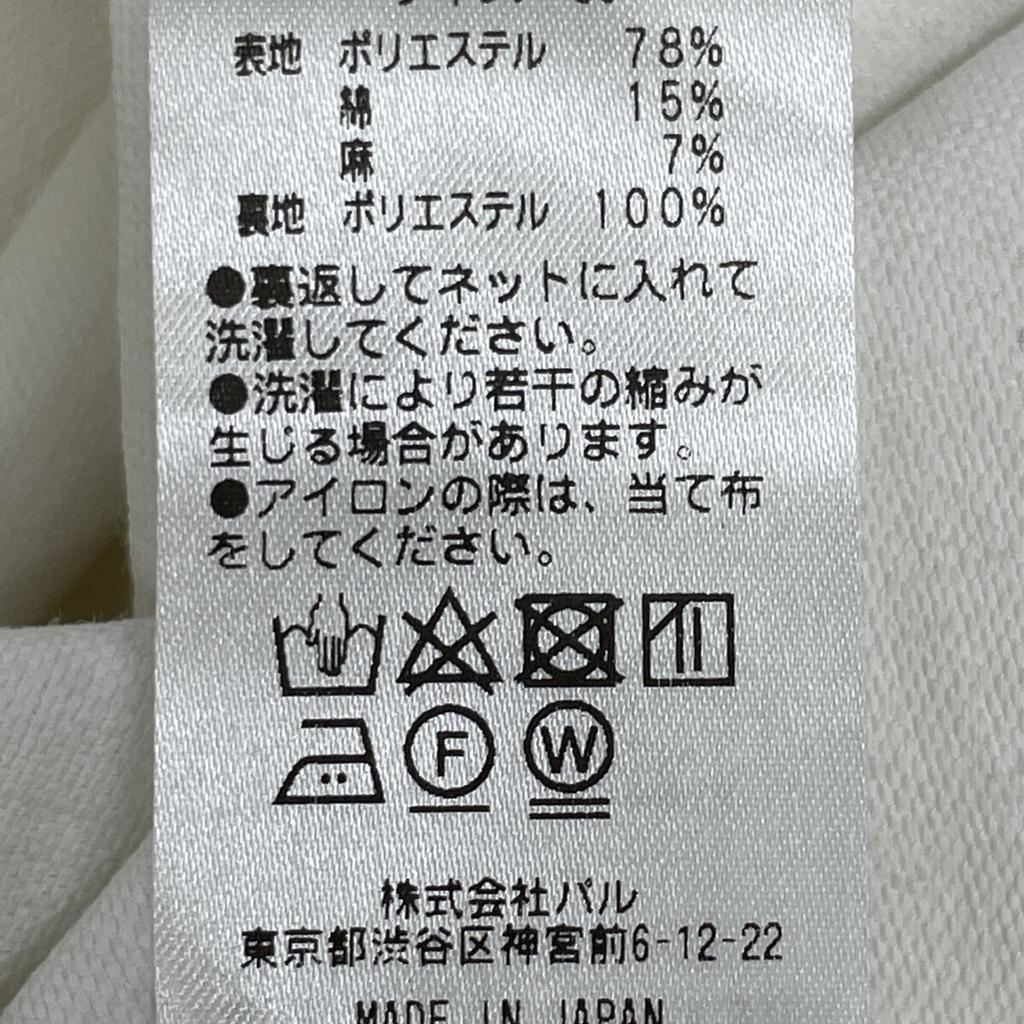 表地 ポリエステル 78%
綿 15%
麻 7%
裏地 ポリエステル 100%
●裏返してネットに入れて
洗濯してください。
●洗濯により若干の縮みが
生じる場合があります。
●アイロンの際は、当て布
をしてください。
F W
株式会社パル
東京都渋谷区神宮前6-12-22
MADE IN JAPAN